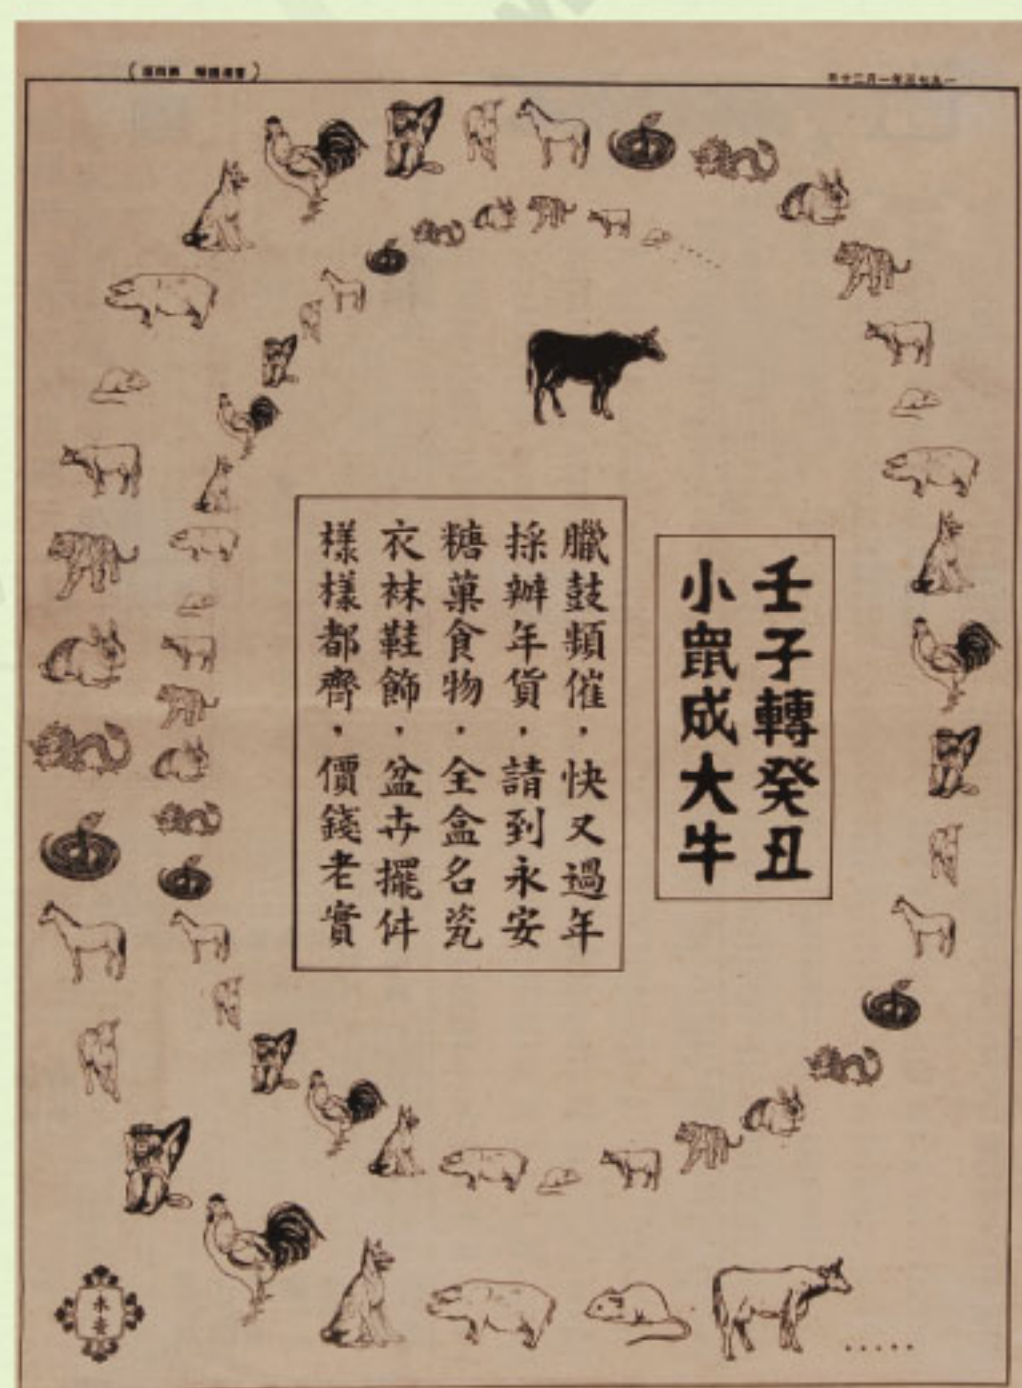 壬子轉癸丑
小鼠成大牛
臘鼓頻催，快又過年
採辦年貨，請到永安
糖菓食物，全盒名瓷
衣袜鞋飾，盆卉擺件
樣樣都齊，價錢老實
永安